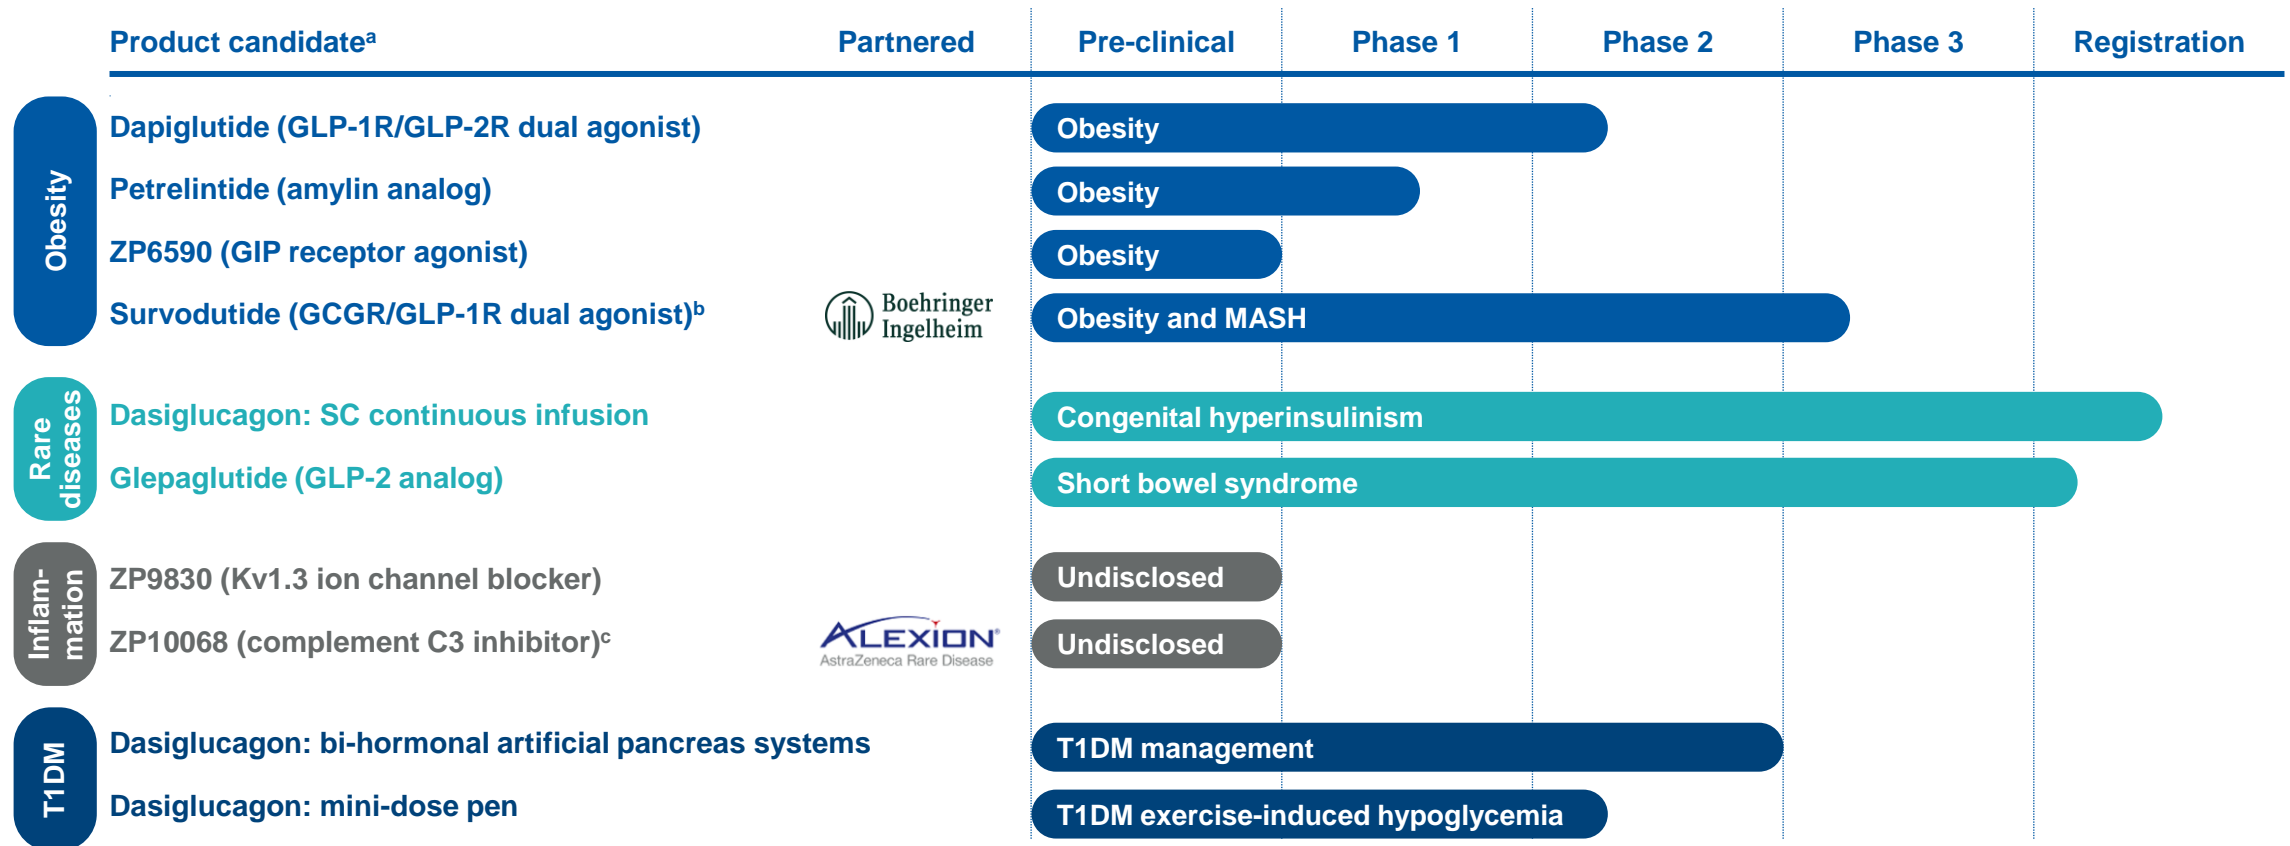 Product candidateᵃ Partnered Pre-clinical Phase 1 Phase 2 Phase 3 Registration
Obesity
Dapiglutide (GLP-1R/GLP-2R dual agonist) Obesity
Petrelintide (amylin analog) Obesity
ZP6590 (GIP receptor agonist) Obesity
Survodutide (GCGR/GLP-1R dual agonist)ᵇ Boehringer Ingelheim Obesity and MASH
Rare
diseases
Dasiglucagon: SC continuous infusion Congenital hyperinsulinism
Glepaglutide (GLP-2 analog) Short bowel syndrome
Inflam-
mation
ZP9830 (Kv1.3 ion channel blocker) Undisclosed
ZP10068 (complement C3 inhibitor)ᶜ ALEXION® Undisclosed
AstraZeneca Rare Disease
T1DM
Dasiglucagon: bi-hormonal artificial pancreas systems T1DM management
Dasiglucagon: mini-dose pen T1DM exercise-induced hypoglycemia